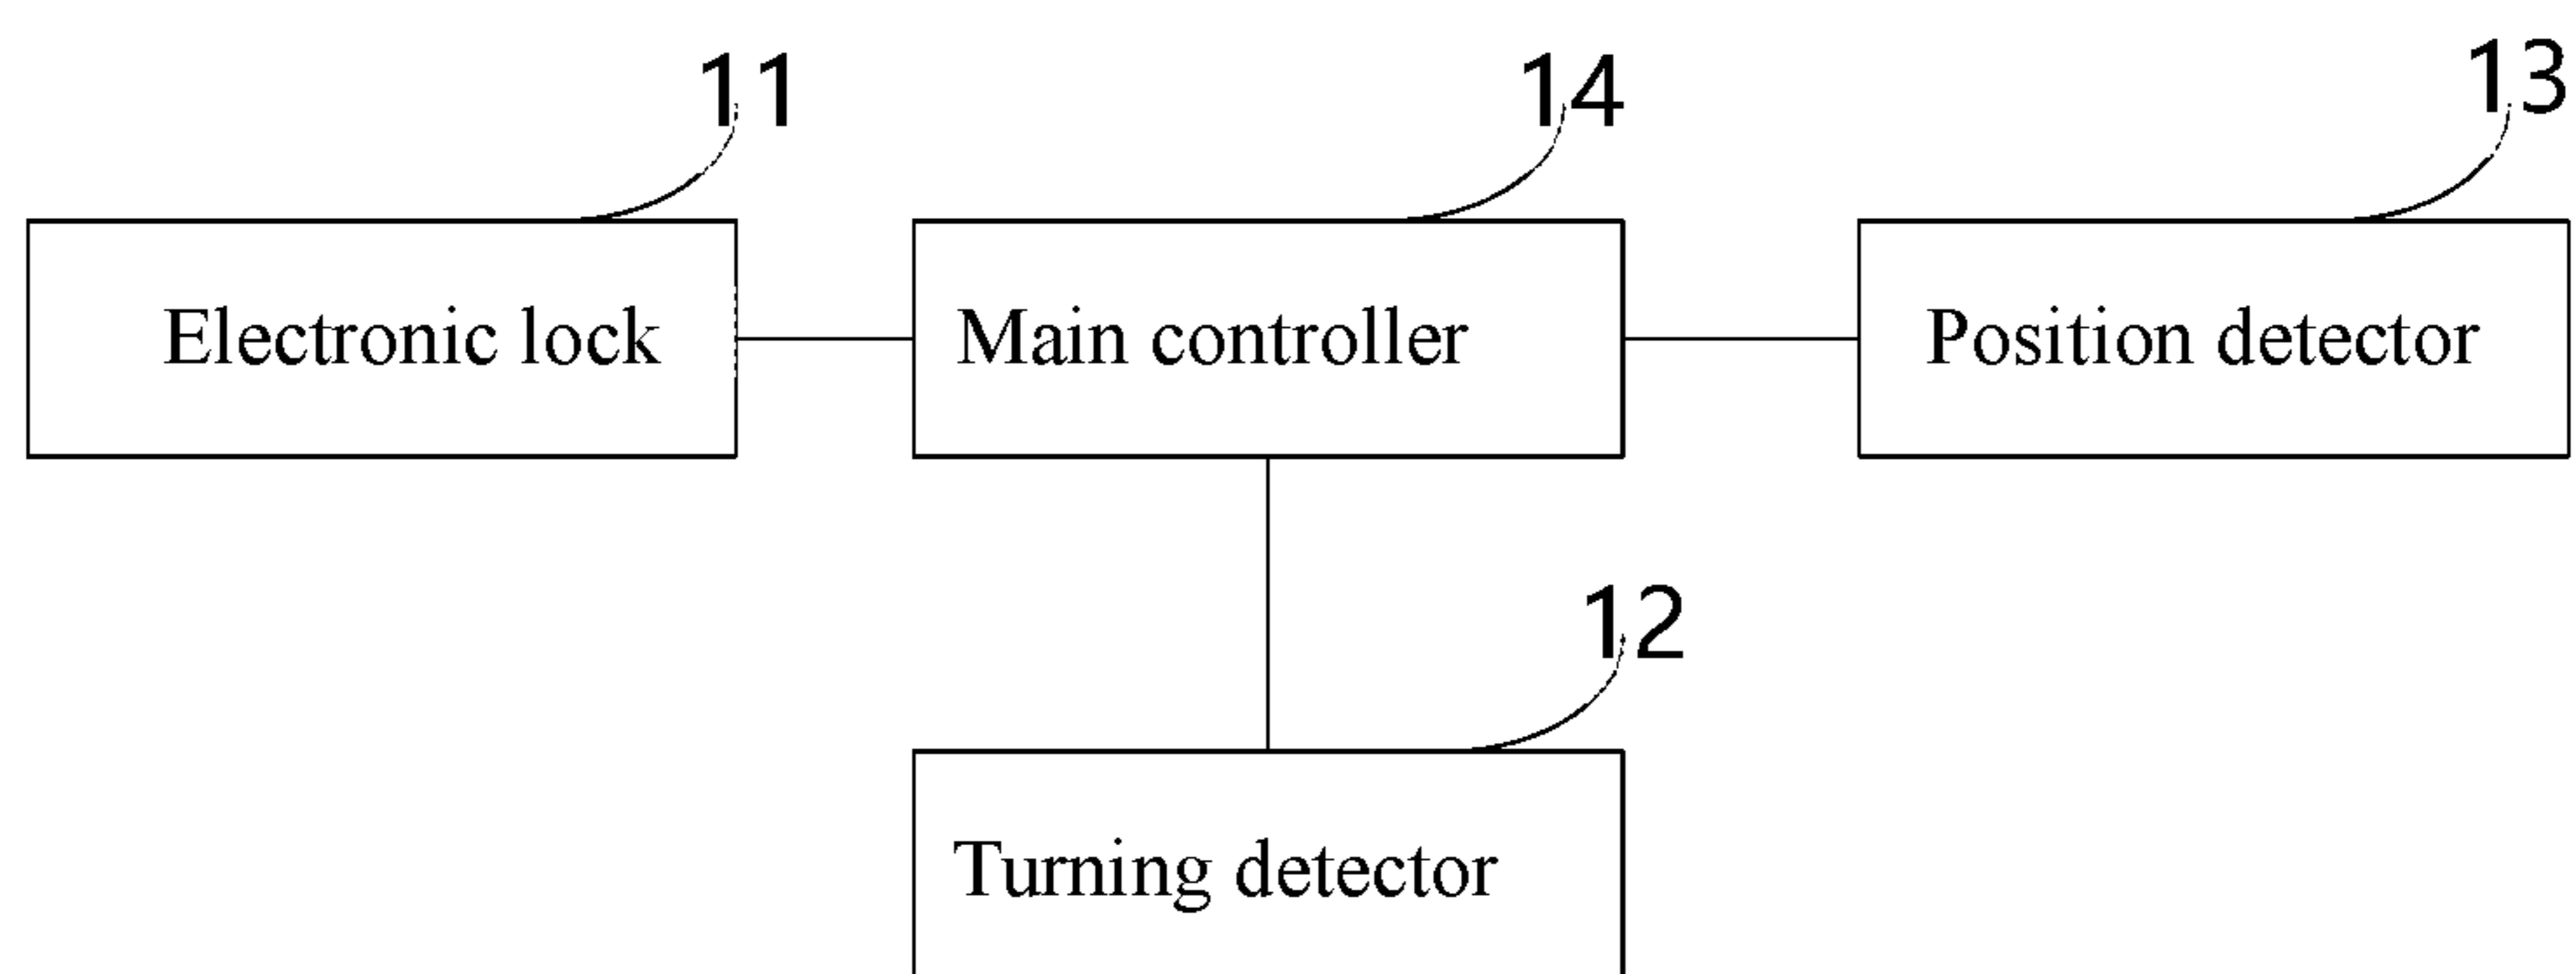 11
14
13
Electronic lock
Main controller
Position detector
12
Turning detector